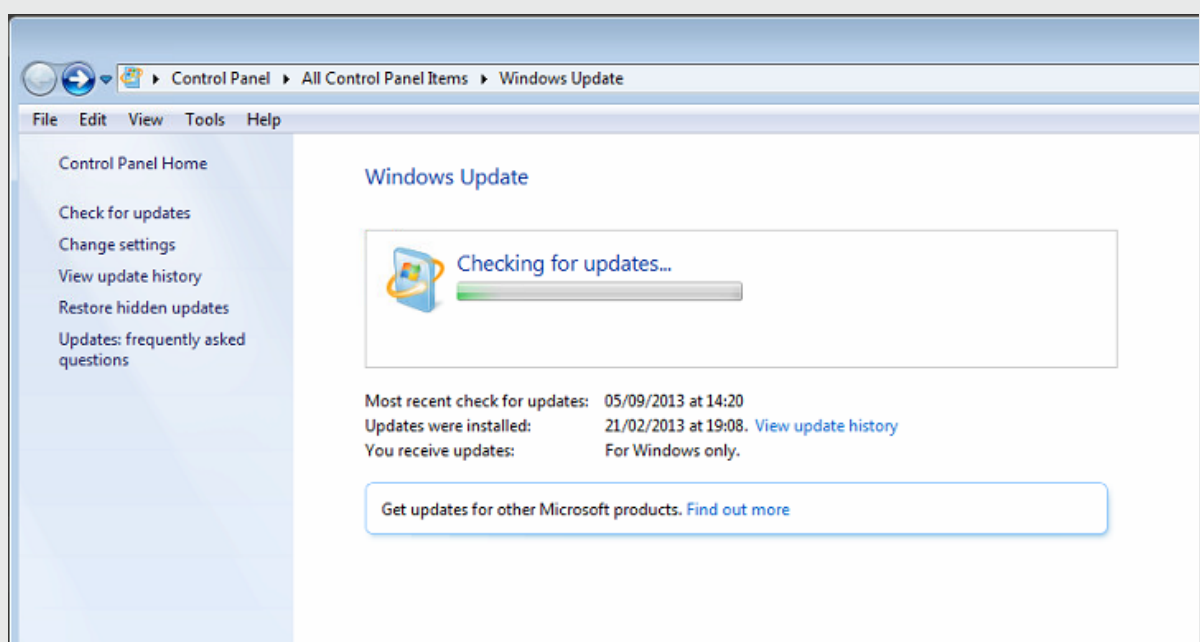 Control Panel All Control Panel Items Windows Update
File Edit View Tools Help
Control Panel Home
Check for updates
Change settings
View update history
Restore hidden updates
Updates: frequently asked
questions
Windows Update
Checking for updates...
Most recent check for updates: 05/09/2013 at 14:20
Updates were installed: 21/02/2013 at 19:08. View update history
You receive updates: For Windows only.
Get updates for other Microsoft products. Find out more